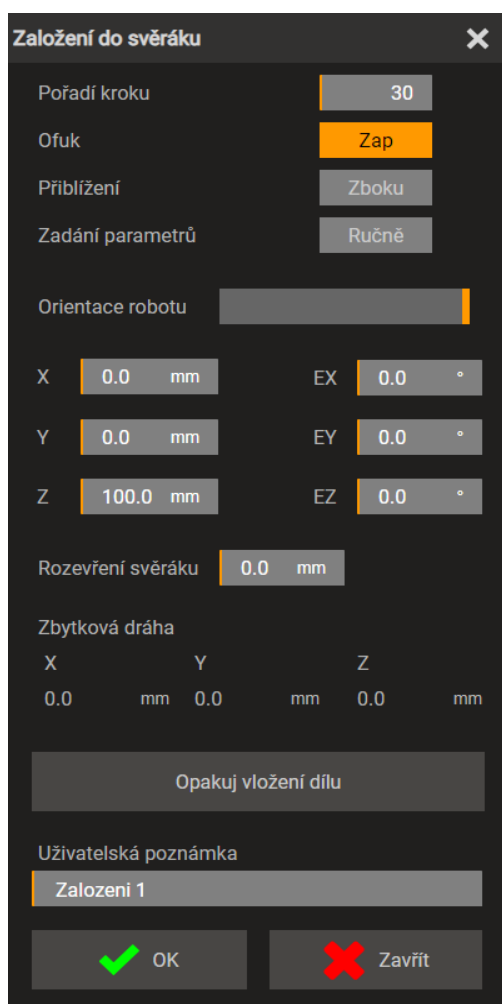 Založení do svěráku
Pořadí kroku 30
Ofuk Zap
Přiblížení Zboku
Zadání parametrů Ručně
Orientace robotu
X 0.0 mm EX 0.0 °
Y 0.0 mm EY 0.0 °
Z 100.0 mm EZ 0.0 °
Rozevření svěráku 0.0 mm
Zbytková dráha
X Y Z
0.0 mm 0.0 mm 0.0 mm
Opakuj vložení dílu
Uživatelská poznámka
Zalozeni 1
OK Zavřít